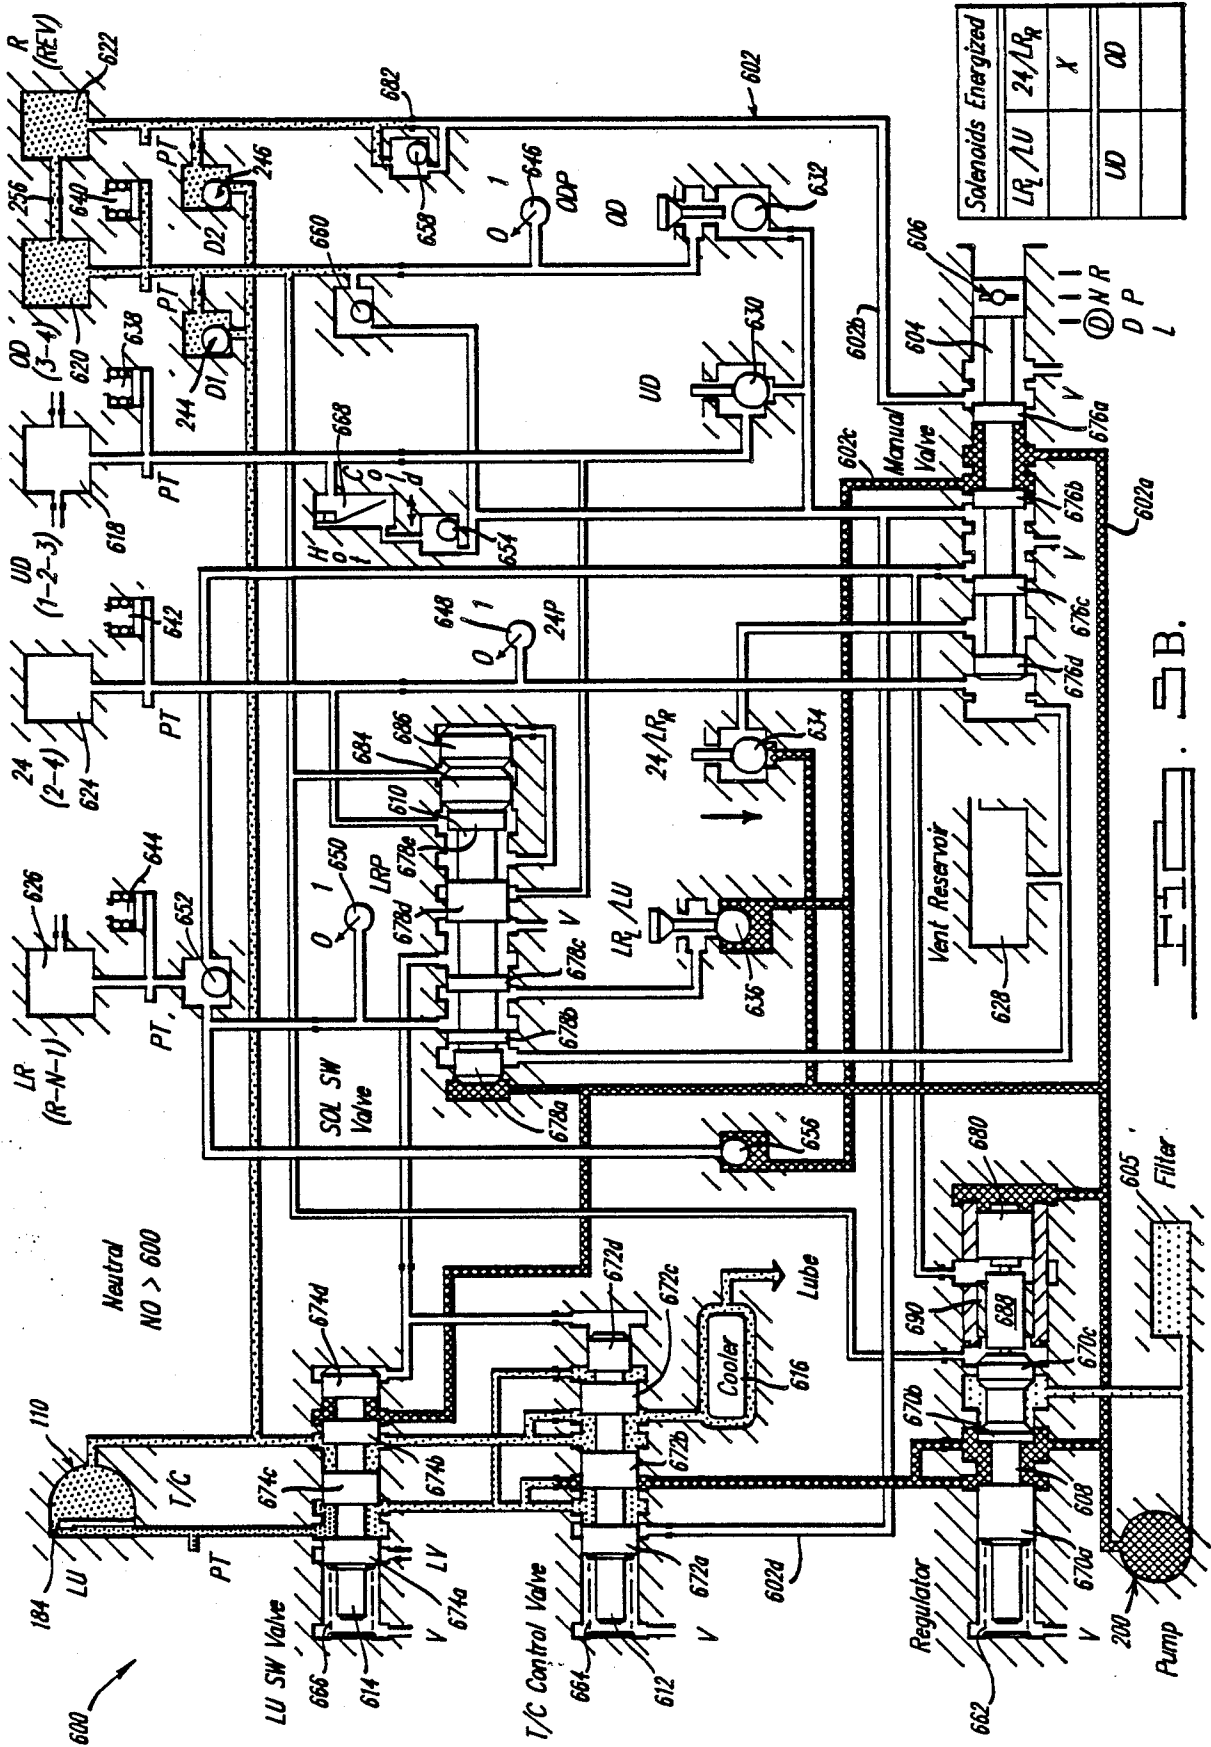 600
184
LU
110
T/C
PT
LU SW Valve
666
614
674a
LV
V
674c
674b
674d
Neutral
NO > 600
T/C Control Valve
664
612
V
672a
672b
672c
672d
602d
Cooler
616
Lube
Regulator
662
V
670a
608
670b
670c
690
688
680
200
Pump
605
Filter
LR
(R-N-1)
626
644
PT
652
24
(2-4)
624
642
PT
UD
(1-2-3)
618
638
PT
OD
(3-4)
620
640
PT
256
R
(REV)
622
PT
244
D1
D2
246
SOL SW
Valve
678a
678b
678c
678d
678e
610
684
686
V
0
1
650
LRP
0
1
648
24P
0
1
646
ODP
Hot
Cold
668
654
660
658
682
602
656
LRL/LU
636
24/LRR
634
UD
630
OD
632
Manual
Valve
602c
602b
602a
604
606
676a
676b
676c
676d
V
V
Ⓓ N R
D P
L
Vent Reservoir
628
Solenoids Energized
LRL/LU 24/LRR
X
UD OD
Fig. 5B.